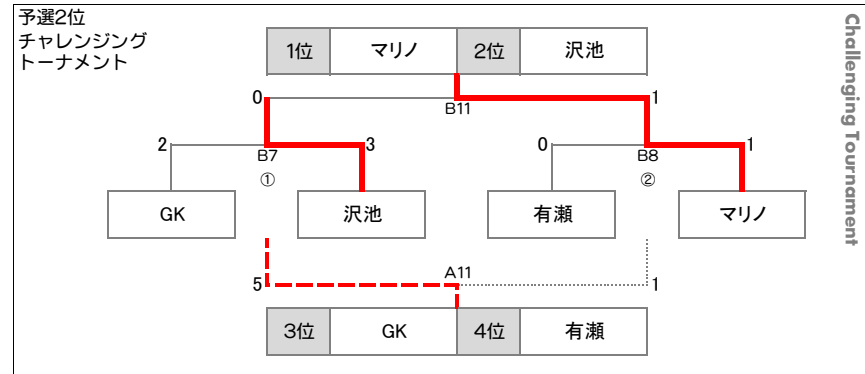 予選2位
チャレンジング
トーナメント
1位 マリノ 2位 沢池
0 B11 1
2 B7 3 0 B8 1
① ②
GK 沢池 有瀬 マリノ
5 A11 1
3位 GK 4位 有瀬
Challenging Tournament